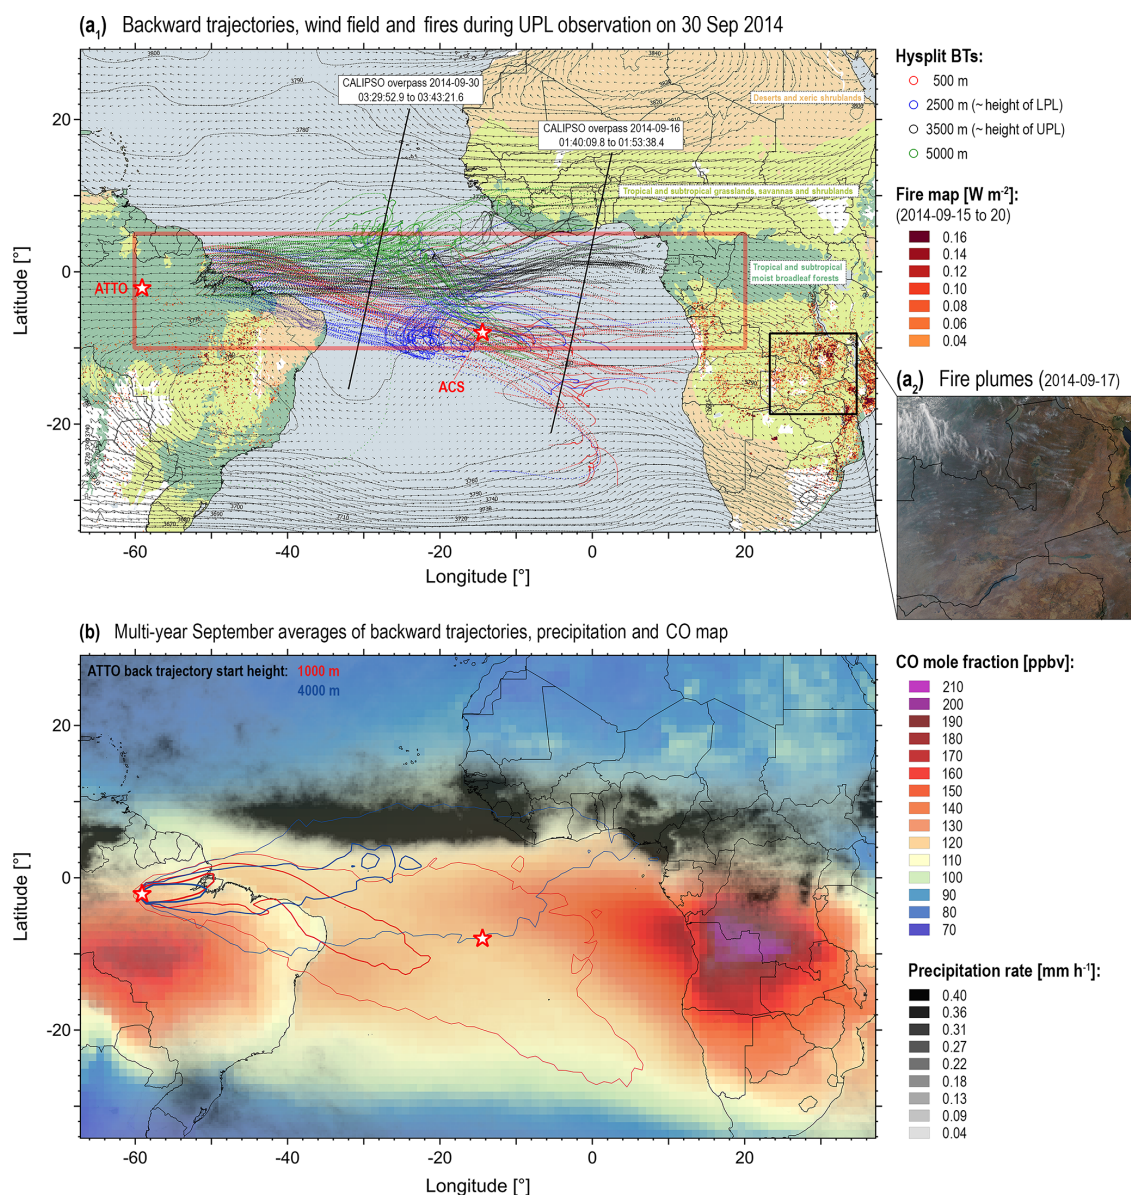 (a₁) Backward trajectories, wind field and fires during UPL observation on 30 Sep 2014
CALIPSO overpass 2014-09-30
03:29:52.9 to 03:43:21.6
CALIPSO overpass 2014-09-16
01:40:09.8 to 01:53:38.4
Deserts and xeric shrublands
Tropical and subtropical grasslands, savannas and shrublands
Tropical and subtropical
moist broadleaf forests
ATTO
ACS
Latitude [°]
20
0
-20
-60
-40
-20
0
20
Longitude [°]
Hysplit BTs:
500 m
2500 m (~ height of LPL)
3500 m (~ height of UPL)
5000 m
Fire map [W m⁻²]:
(2014-09-15 to 20)
0.16
0.14
0.12
0.10
0.08
0.06
0.04
(a₂) Fire plumes (2014-09-17)
(b) Multi-year September averages of backward trajectories, precipitation and CO map
ATTO back trajectory start height: 1000 m
4000 m
Latitude [°]
20
0
-20
-60
-40
-20
0
20
Longitude [°]
CO mole fraction [ppbv]:
210
200
190
180
170
160
150
140
130
120
110
100
90
80
70
Precipitation rate [mm h⁻¹]:
0.40
0.36
0.31
0.27
0.22
0.18
0.13
0.09
0.04